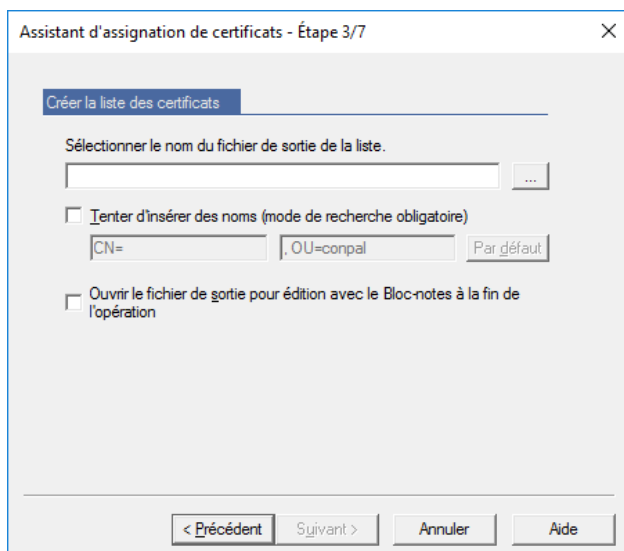 Assistant d'assignation de certificats - Étape 3/7
Créer la liste des certificats
Sélectionner le nom du fichier de sortie de la liste.
...
Tenter d'insérer des noms (mode de recherche obligatoire)
CN= , OU=conpal Par défaut
Ouvrir le fichier de sortie pour édition avec le Bloc-notes à la fin de
l'opération
< Précédent Suivant > Annuler Aide